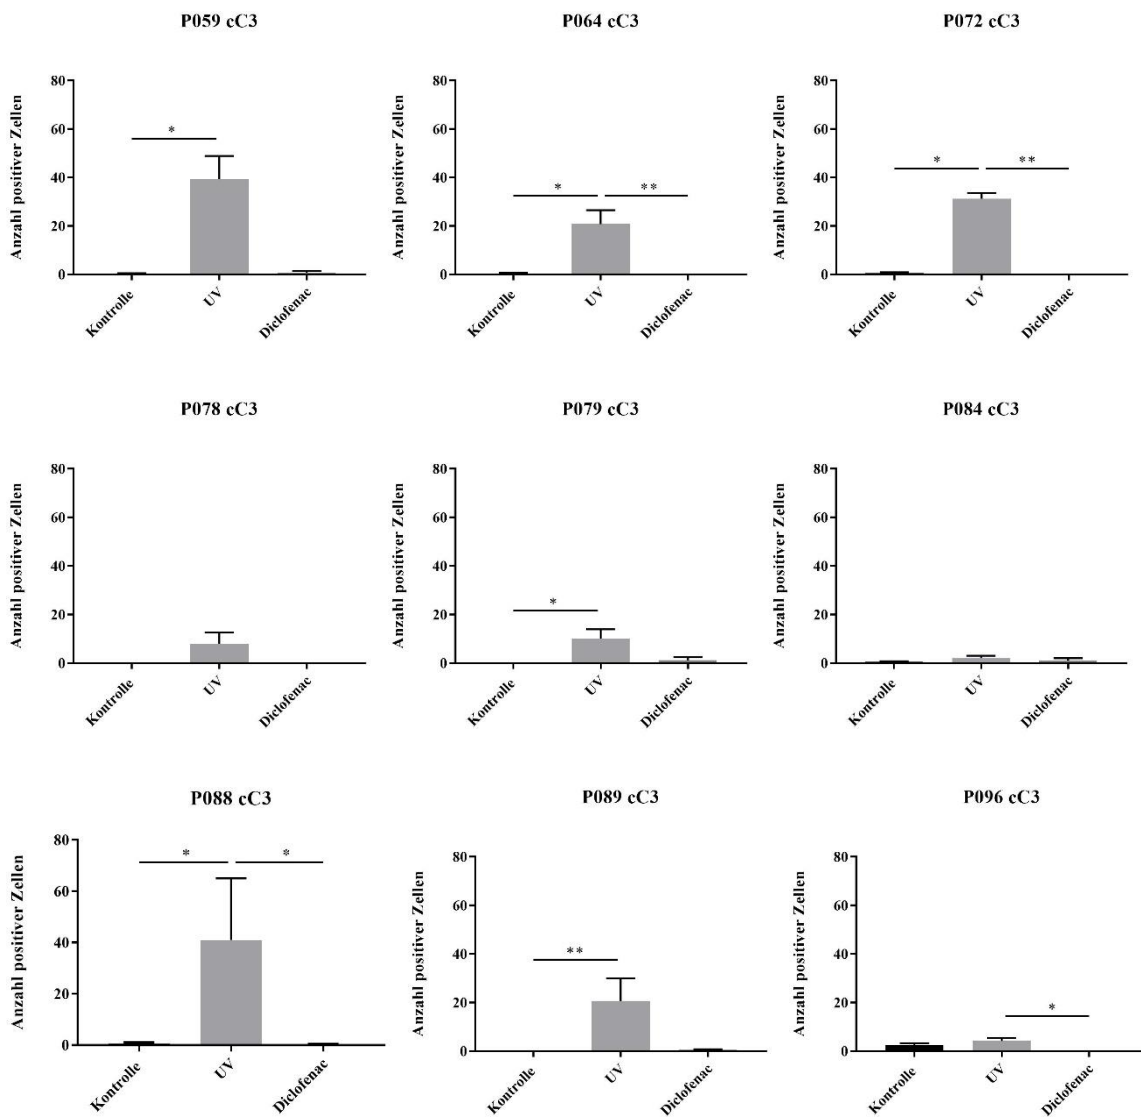 P059 cC3
Anzahl positiver Zellen
80
60
40
20
0
*
Kontrolle
UV
Diclofenac
P064 cC3
Anzahl positiver Zellen
80
60
40
20
0
*
**
Kontrolle
UV
Diclofenac
P072 cC3
Anzahl positiver Zellen
80
60
40
20
0
*
**
Kontrolle
UV
Diclofenac
P078 cC3
Anzahl positiver Zellen
80
60
40
20
0
Kontrolle
UV
Diclofenac
P079 cC3
Anzahl positiver Zellen
80
60
40
20
0
*
Kontrolle
UV
Diclofenac
P084 cC3
Anzahl positiver Zellen
80
60
40
20
0
Kontrolle
UV
Diclofenac
P088 cC3
Anzahl positiver Zellen
80
60
40
20
0
*
*
Kontrolle
UV
Diclofenac
P089 cC3
Anzahl positiver Zellen
80
60
40
20
0
**
Kontrolle
UV
Diclofenac
P096 cC3
Anzahl positiver Zellen
80
60
40
20
0
*
Kontrolle
UV
Diclofenac